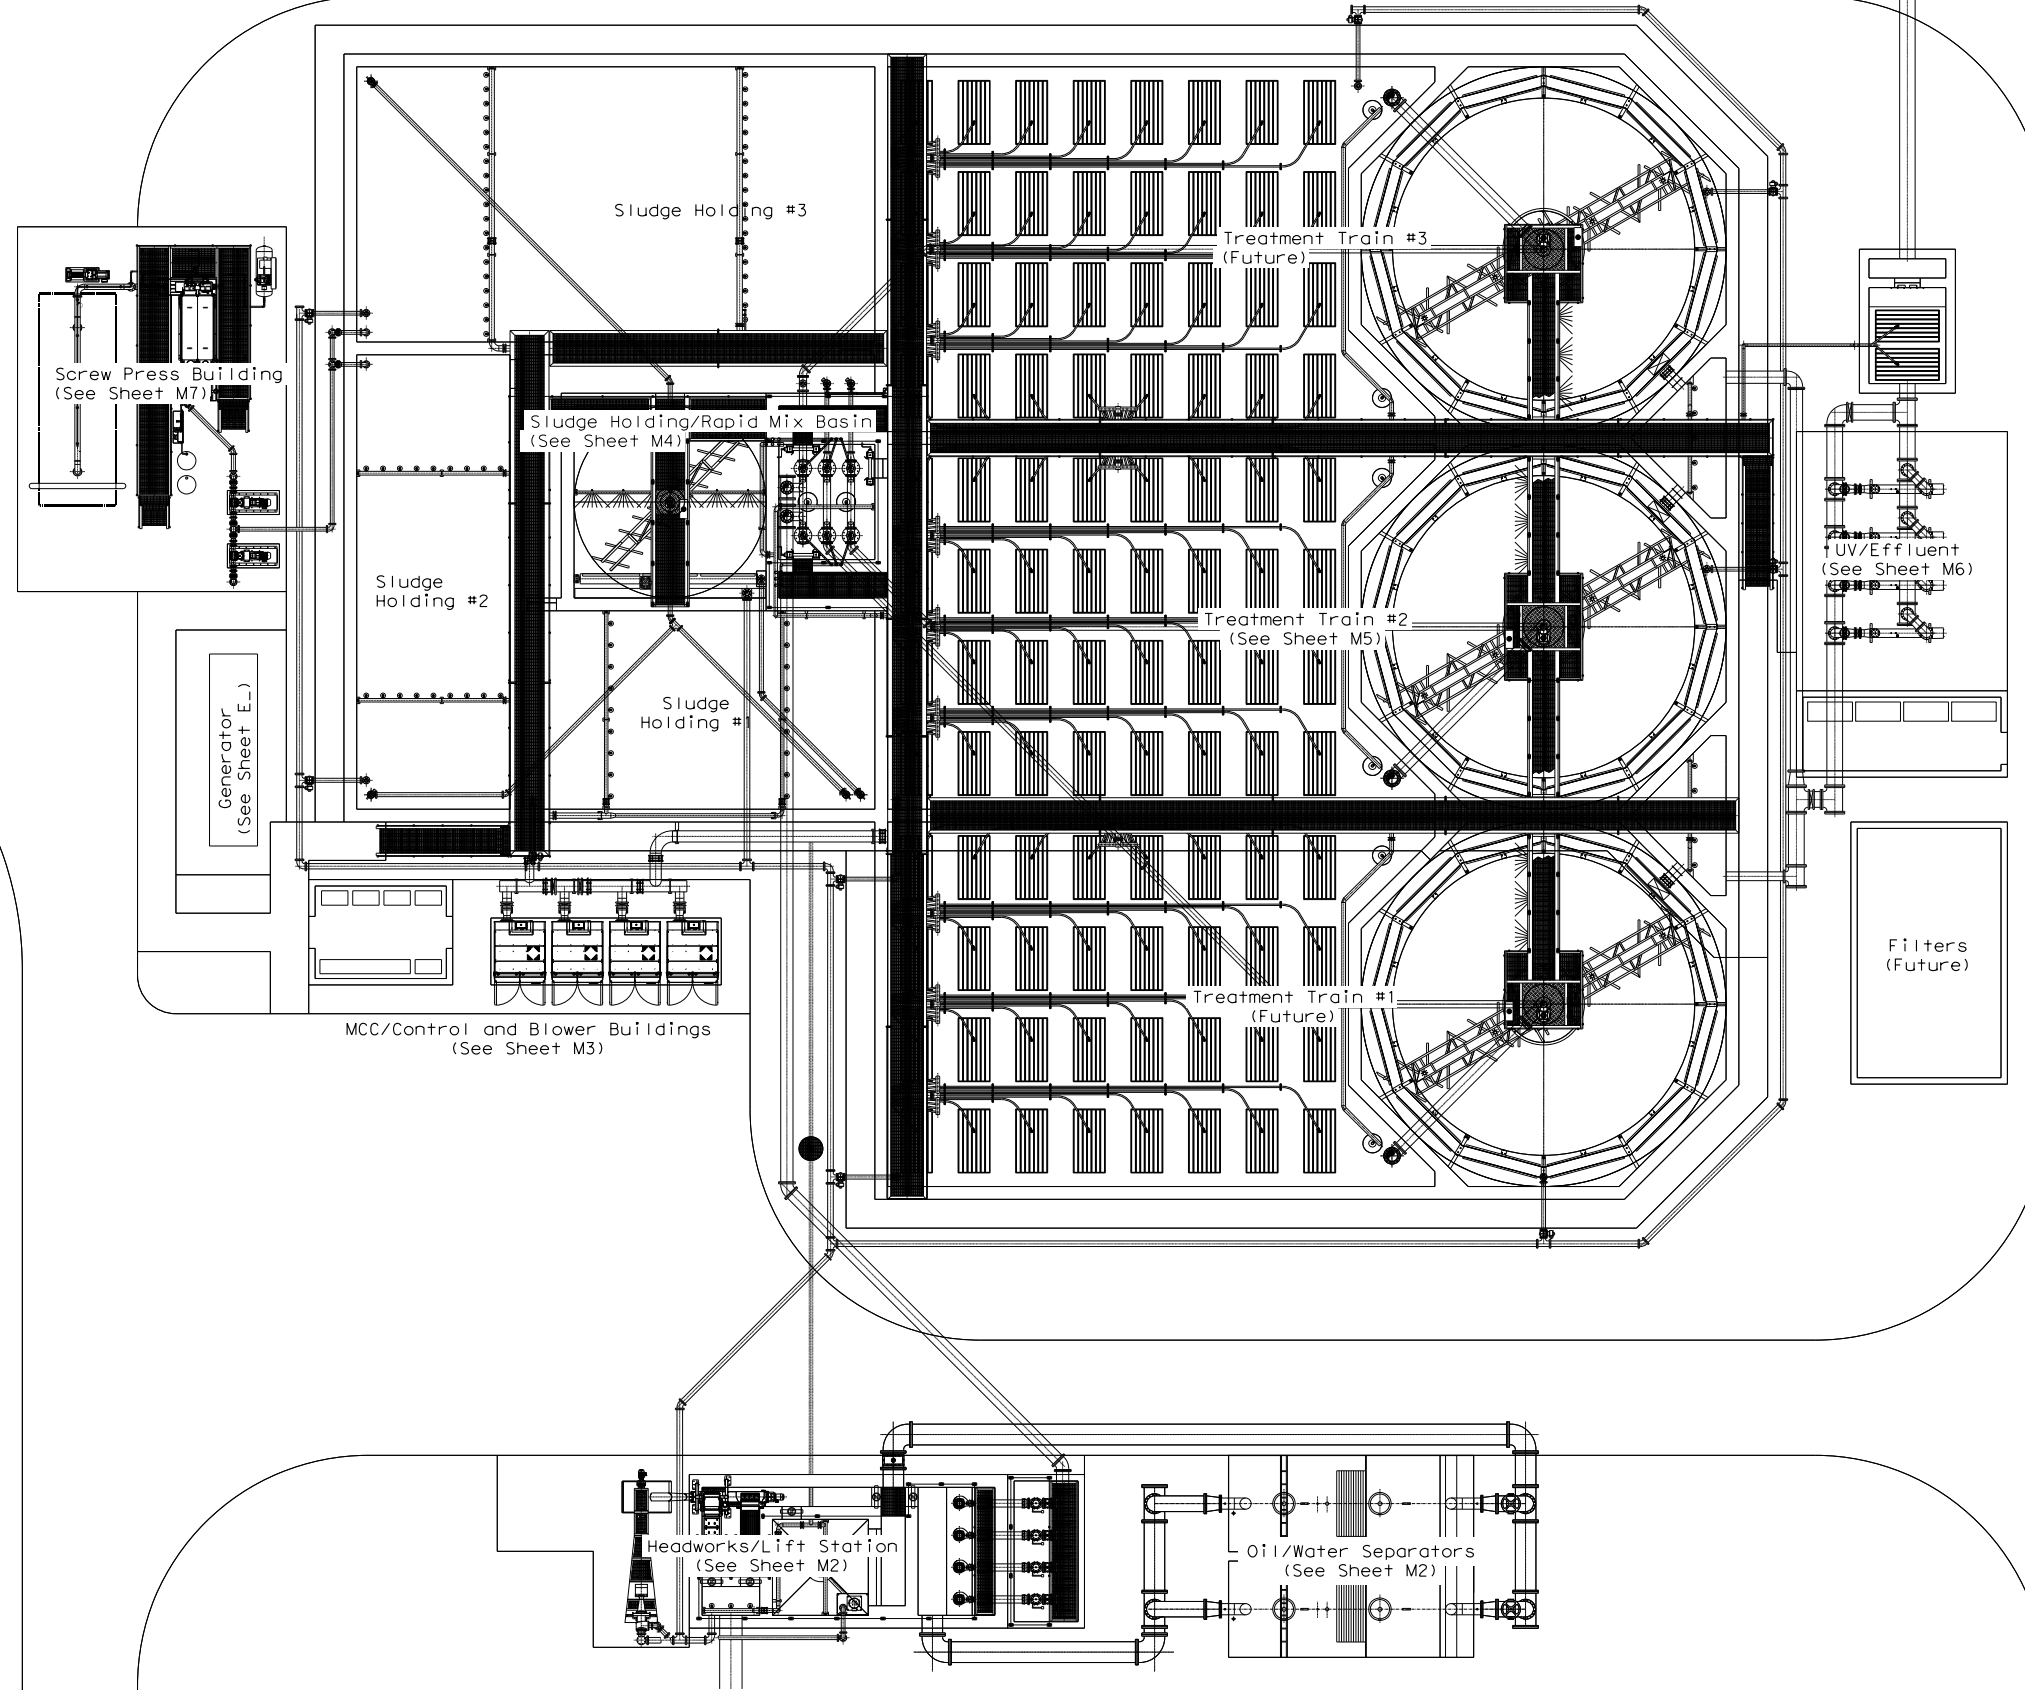 Sludge Holding #3
Treatment Train #3
(Future)
Screw Press Building
(See Sheet M7)
Sludge Holding/Rapid Mix Basin
(See Sheet M4)
UV/Effluent
(See Sheet M6)
Sludge
Holding #2
Treatment Train #2
(See Sheet M5)
Sludge
Holding #1
Generator
(See Sheet E_)
Filters
(Future)
Treatment Train #1
(Future)
MCC/Control and Blower Buildings
(See Sheet M3)
Headworks/Lift Station
(See Sheet M2)
Oil/Water Separators
(See Sheet M2)